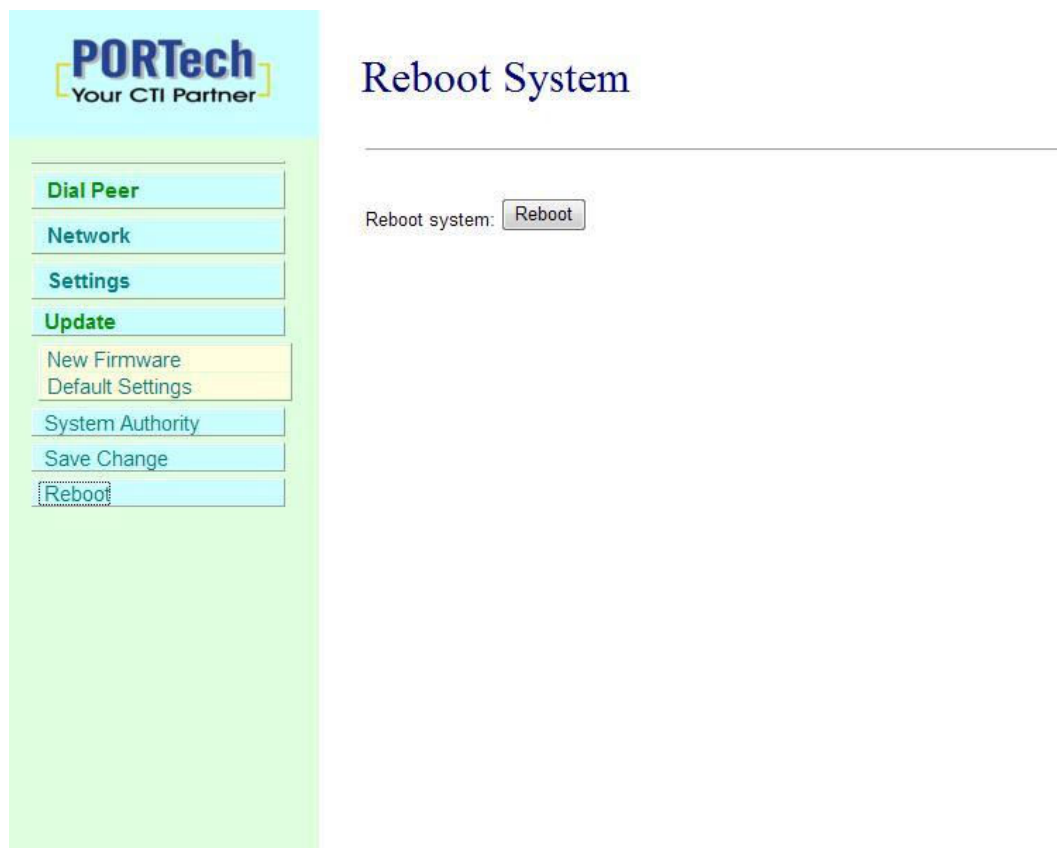 PORTech
Your CTI Partner
Dial Peer
Network
Settings
Update
New Firmware
Default Settings
System Authority
Save Change
Reboot
Reboot System
Reboot system: Reboot